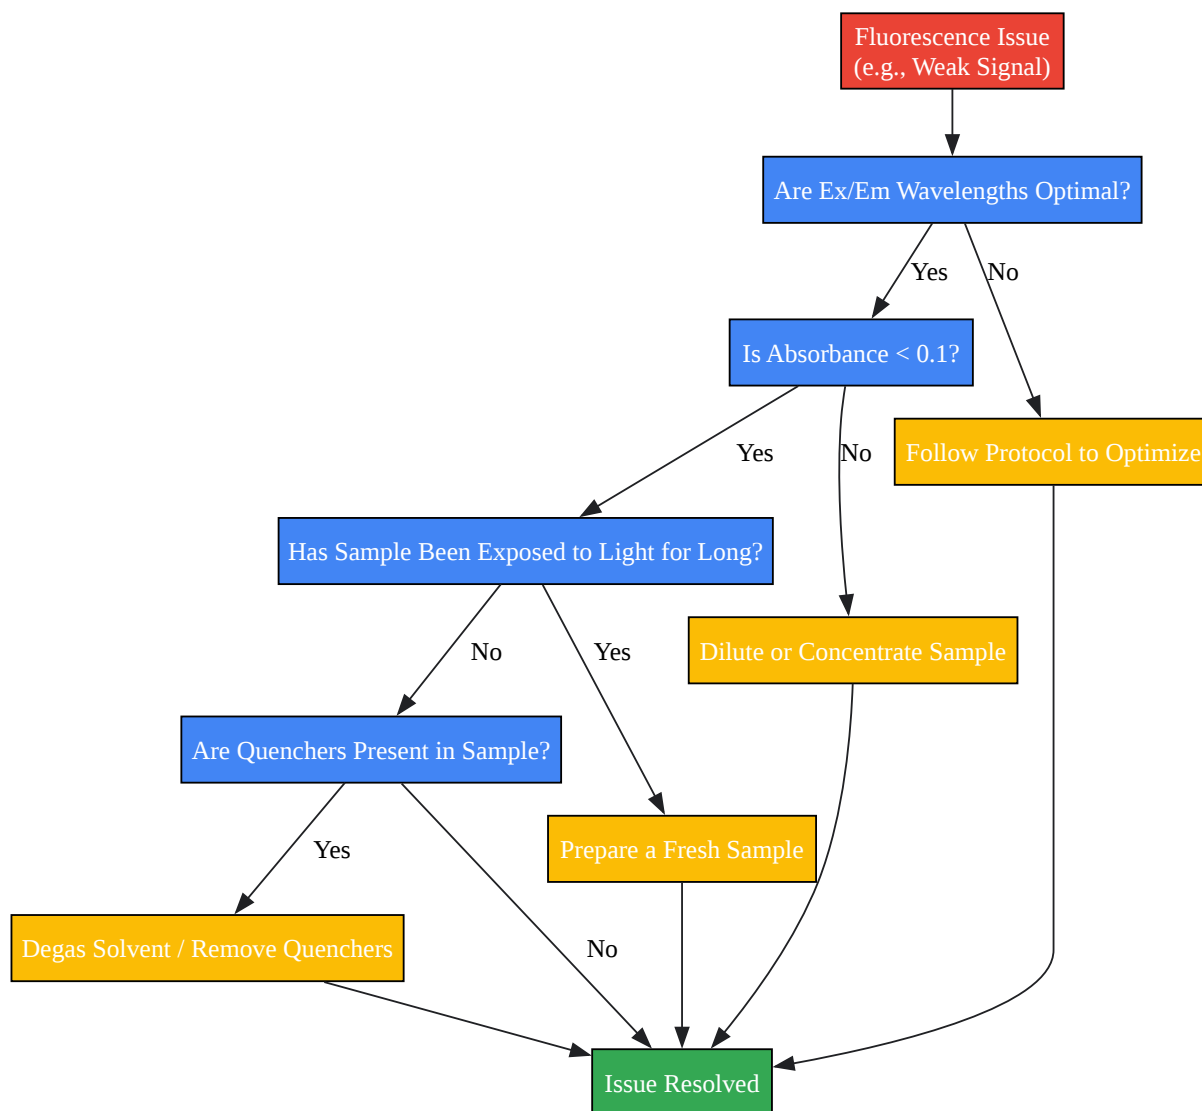 Fluorescence Issue
(e.g., Weak Signal)
Are Ex/Em Wavelengths Optimal?
Yes
No
Is Absorbance < 0.1?
Follow Protocol to Optimize
Yes
No
Has Sample Been Exposed to Light for Long?
Dilute or Concentrate Sample
No
Yes
Are Quenchers Present in Sample?
Prepare a Fresh Sample
Yes
Degas Solvent / Remove Quenchers
No
Issue Resolved